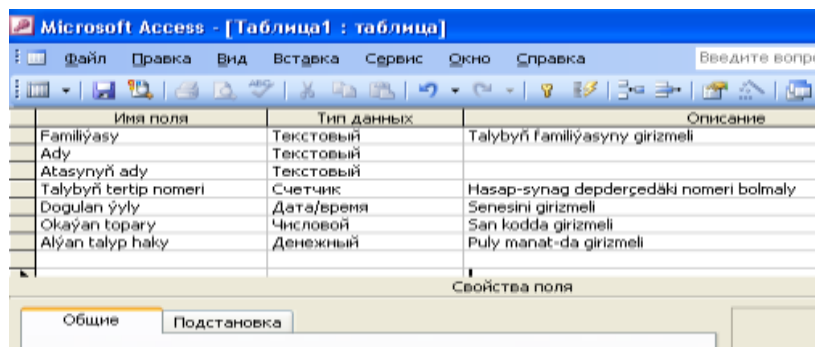 Microsoft Access - [Таблица1 : таблица]
Файл Правка Вид Вставка Сервис Окно Справка Введите вопро
Имя поля Тип данных Описание
Familiýasy Текстовый Talybyň familiýasyny girizmeli
Ady Текстовый
Atasynyň ady Текстовый
Talybyň tertip nomeri Счетчик Hasap-synag depderçedäki nomeri bolmaly
Dogulan ýyly Дата/время Senesini girizmeli
Okaýan topary Числовой San kodda girizmeli
Alýan talyp haky Денежный Puly manat-da girizmeli
Свойства поля
Общие Подстановка